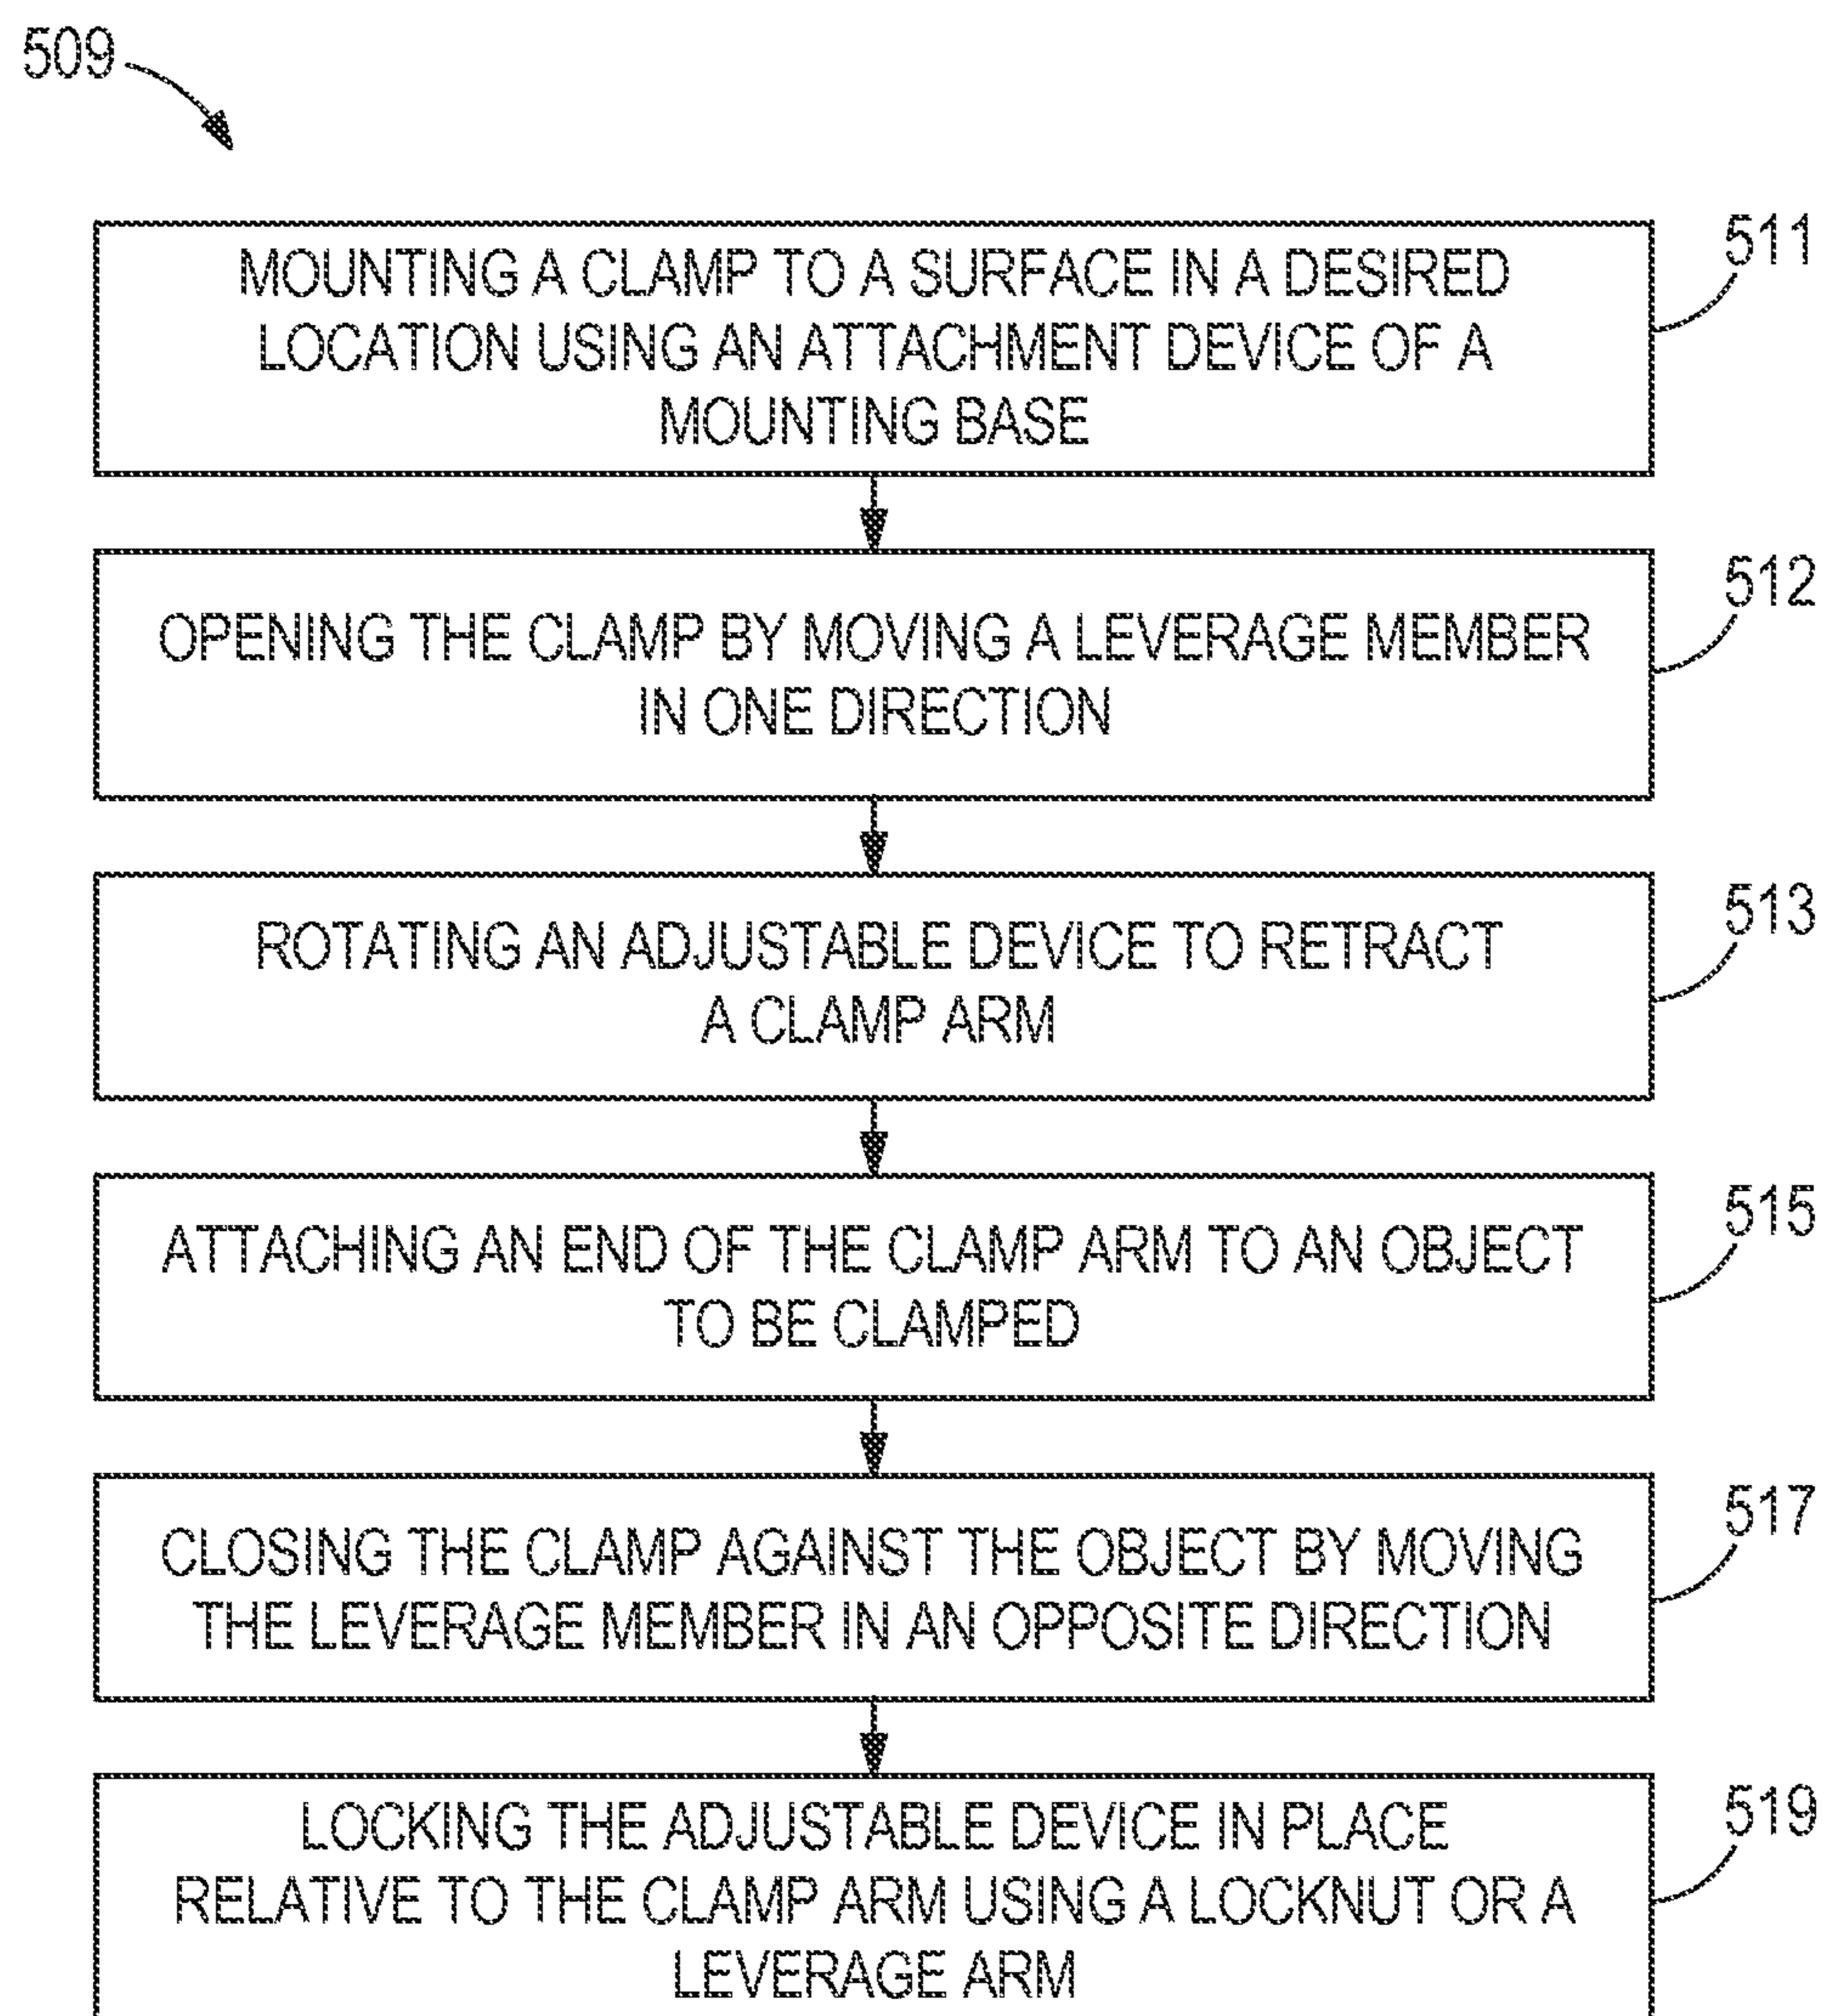 509
511
MOUNTING A CLAMP TO A SURFACE IN A DESIRED
LOCATION USING AN ATTACHMENT DEVICE OF A
MOUNTING BASE
512
OPENING THE CLAMP BY MOVING A LEVERAGE MEMBER
IN ONE DIRECTION
513
ROTATING AN ADJUSTABLE DEVICE TO RETRACT
A CLAMP ARM
515
ATTACHING AN END OF THE CLAMP ARM TO AN OBJECT
TO BE CLAMPED
517
CLOSING THE CLAMP AGAINST THE OBJECT BY MOVING
THE LEVERAGE MEMBER IN AN OPPOSITE DIRECTION
519
LOCKING THE ADJUSTABLE DEVICE IN PLACE
RELATIVE TO THE CLAMP ARM USING A LOCKNUT OR A
LEVERAGE ARM